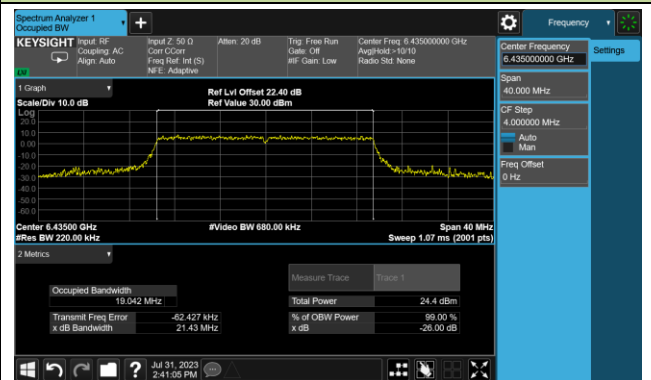 Spectrum Analyzer 1
Occupied BW
+
Frequency
KEYSIGHT
Input: RF
Coupling: AC
Align: Auto
Input Z: 50 Ω
Corr CCorr
Freq Ref: Int (S)
NFE: Adaptive
Atten: 20 dB
Trig: Free Run
Gate: Off
#IF Gain: Low
Center Freq: 6.435000000 GHz
Avg|Hold:>10/10
Radio Std: None
Center Frequency
6.435000000 GHz
Settings
Span
40.000 MHz
CF Step
4.000000 MHz
Auto
Man
Freq Offset
0 Hz
1 Graph
Scale/Div 10.0 dB
Ref Lvl Offset 22.40 dB
Ref Value 30.00 dBm
Log
20.0
10.0
0.00
-10.0
-20.0
-30.0
-40.0
-50.0
-60.0
Center 6.43500 GHz
#Res BW 220.00 kHz
#Video BW 680.00 kHz
Span 40 MHz
Sweep 1.07 ms (2001 pts)
2 Metrics
Measure Trace
Trace 1
Occupied Bandwidth
19.042 MHz
Total Power
24.4 dBm
Transmit Freq Error
-62.427 kHz
% of OBW Power
99.00 %
x dB Bandwidth
21.43 MHz
x dB
-26.00 dB
?
Jul 31, 2023
2:41:05 PM